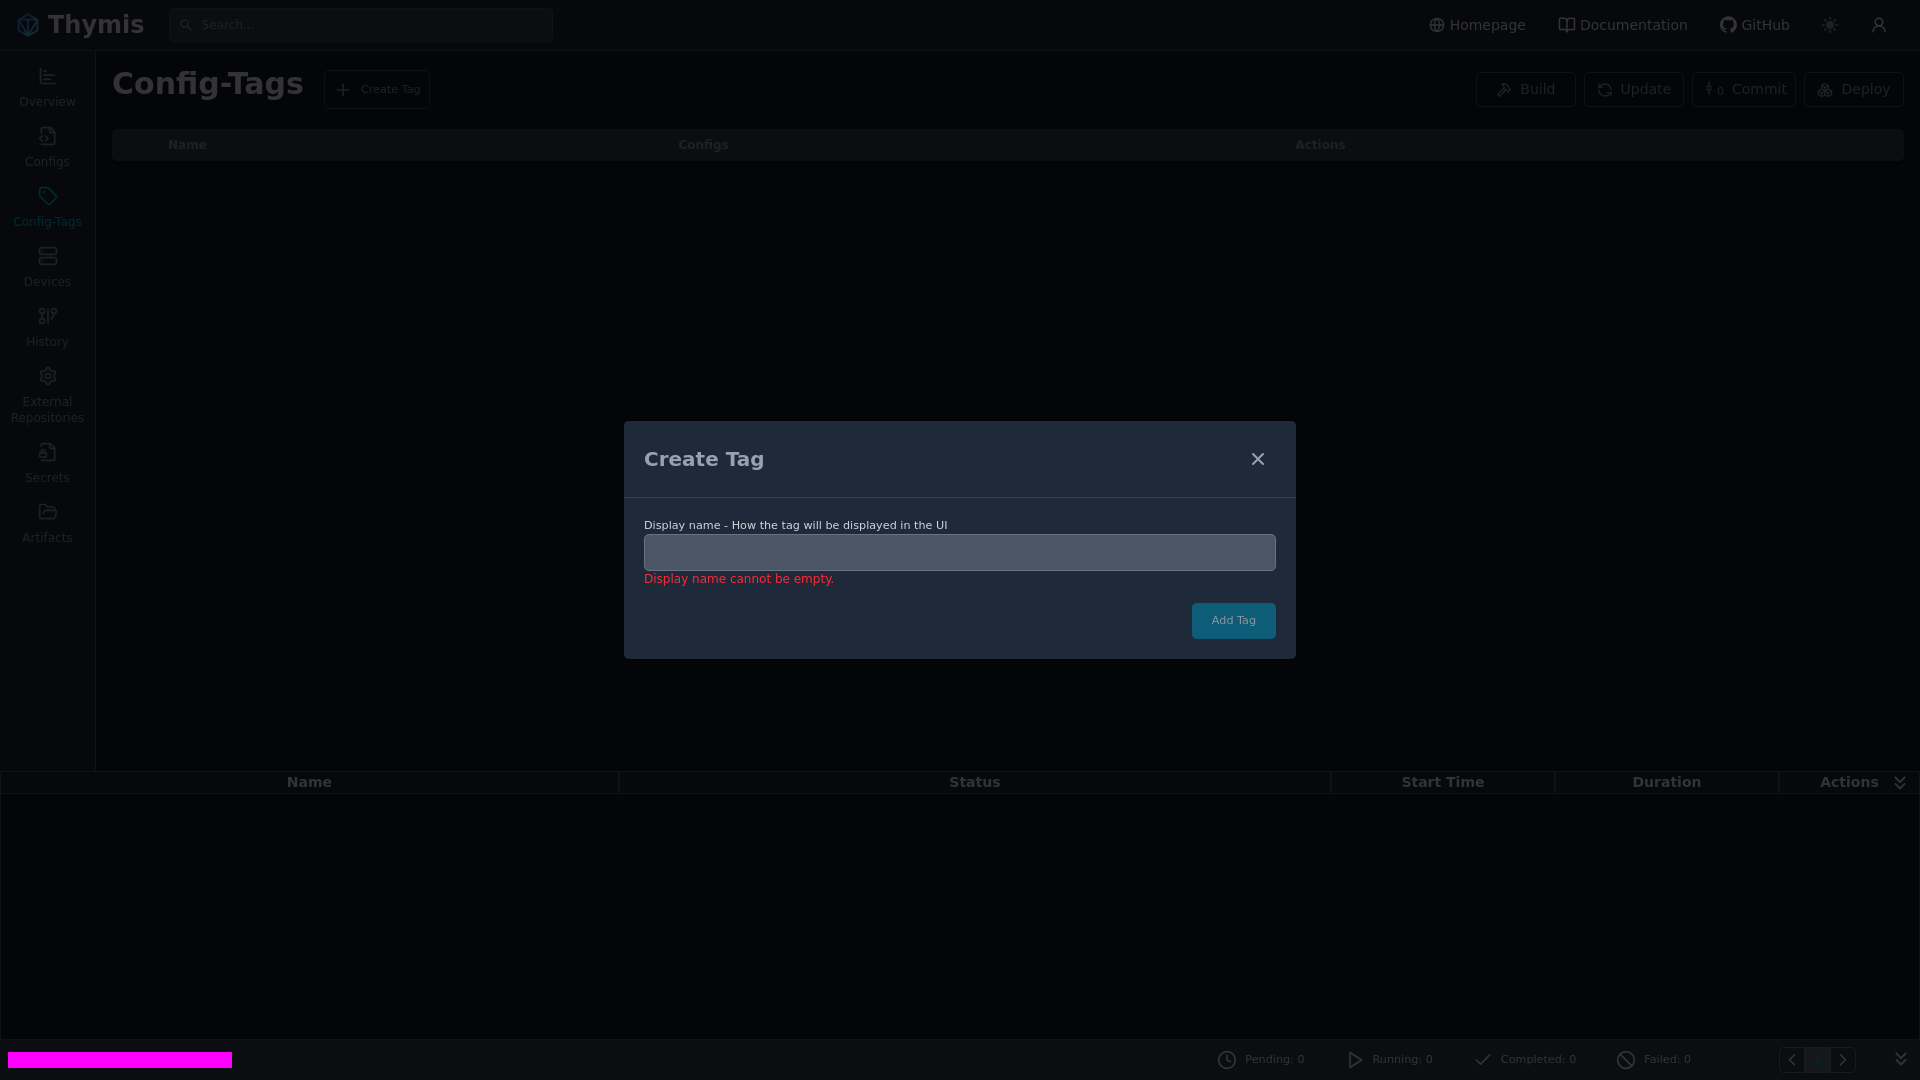 Thymis
Search...
Homepage
Documentation
GitHub
Overview
Configs
Config-Tags
Devices
History
External
Repositories
Secrets
Artifacts
Config-Tags
Create Tag
Build
Update
0 Commit
Deploy
Name Configs Actions
Create Tag
Display name - How the tag will be displayed in the UI
Display name cannot be empty.
Add Tag
Name Status Start Time Duration Actions
Pending: 0
Running: 0
Completed: 0
Failed: 0